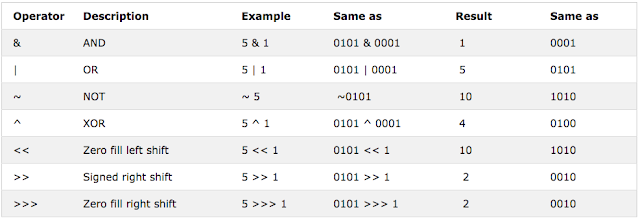 Operator Description Example Same as Result Same as
& AND 5 & 1 0101 & 0001 1 0001
| OR 5 | 1 0101 | 0001 5 0101
~ NOT ~ 5 ~0101 10 1010
^ XOR 5 ^ 1 0101 ^ 0001 4 0100
<< Zero fill left shift 5 << 1 0101 << 1 10 1010
>> Signed right shift 5 >> 1 0101 >> 1 2 0010
>>> Zero fill right shift 5 >>> 1 0101 >>> 1 2 0010